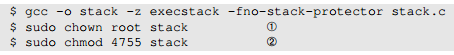 $ gcc -o stack -z execstack -fno-stack-protector stack.c
$ sudo chown root stack ①
$ sudo chmod 4755 stack ②